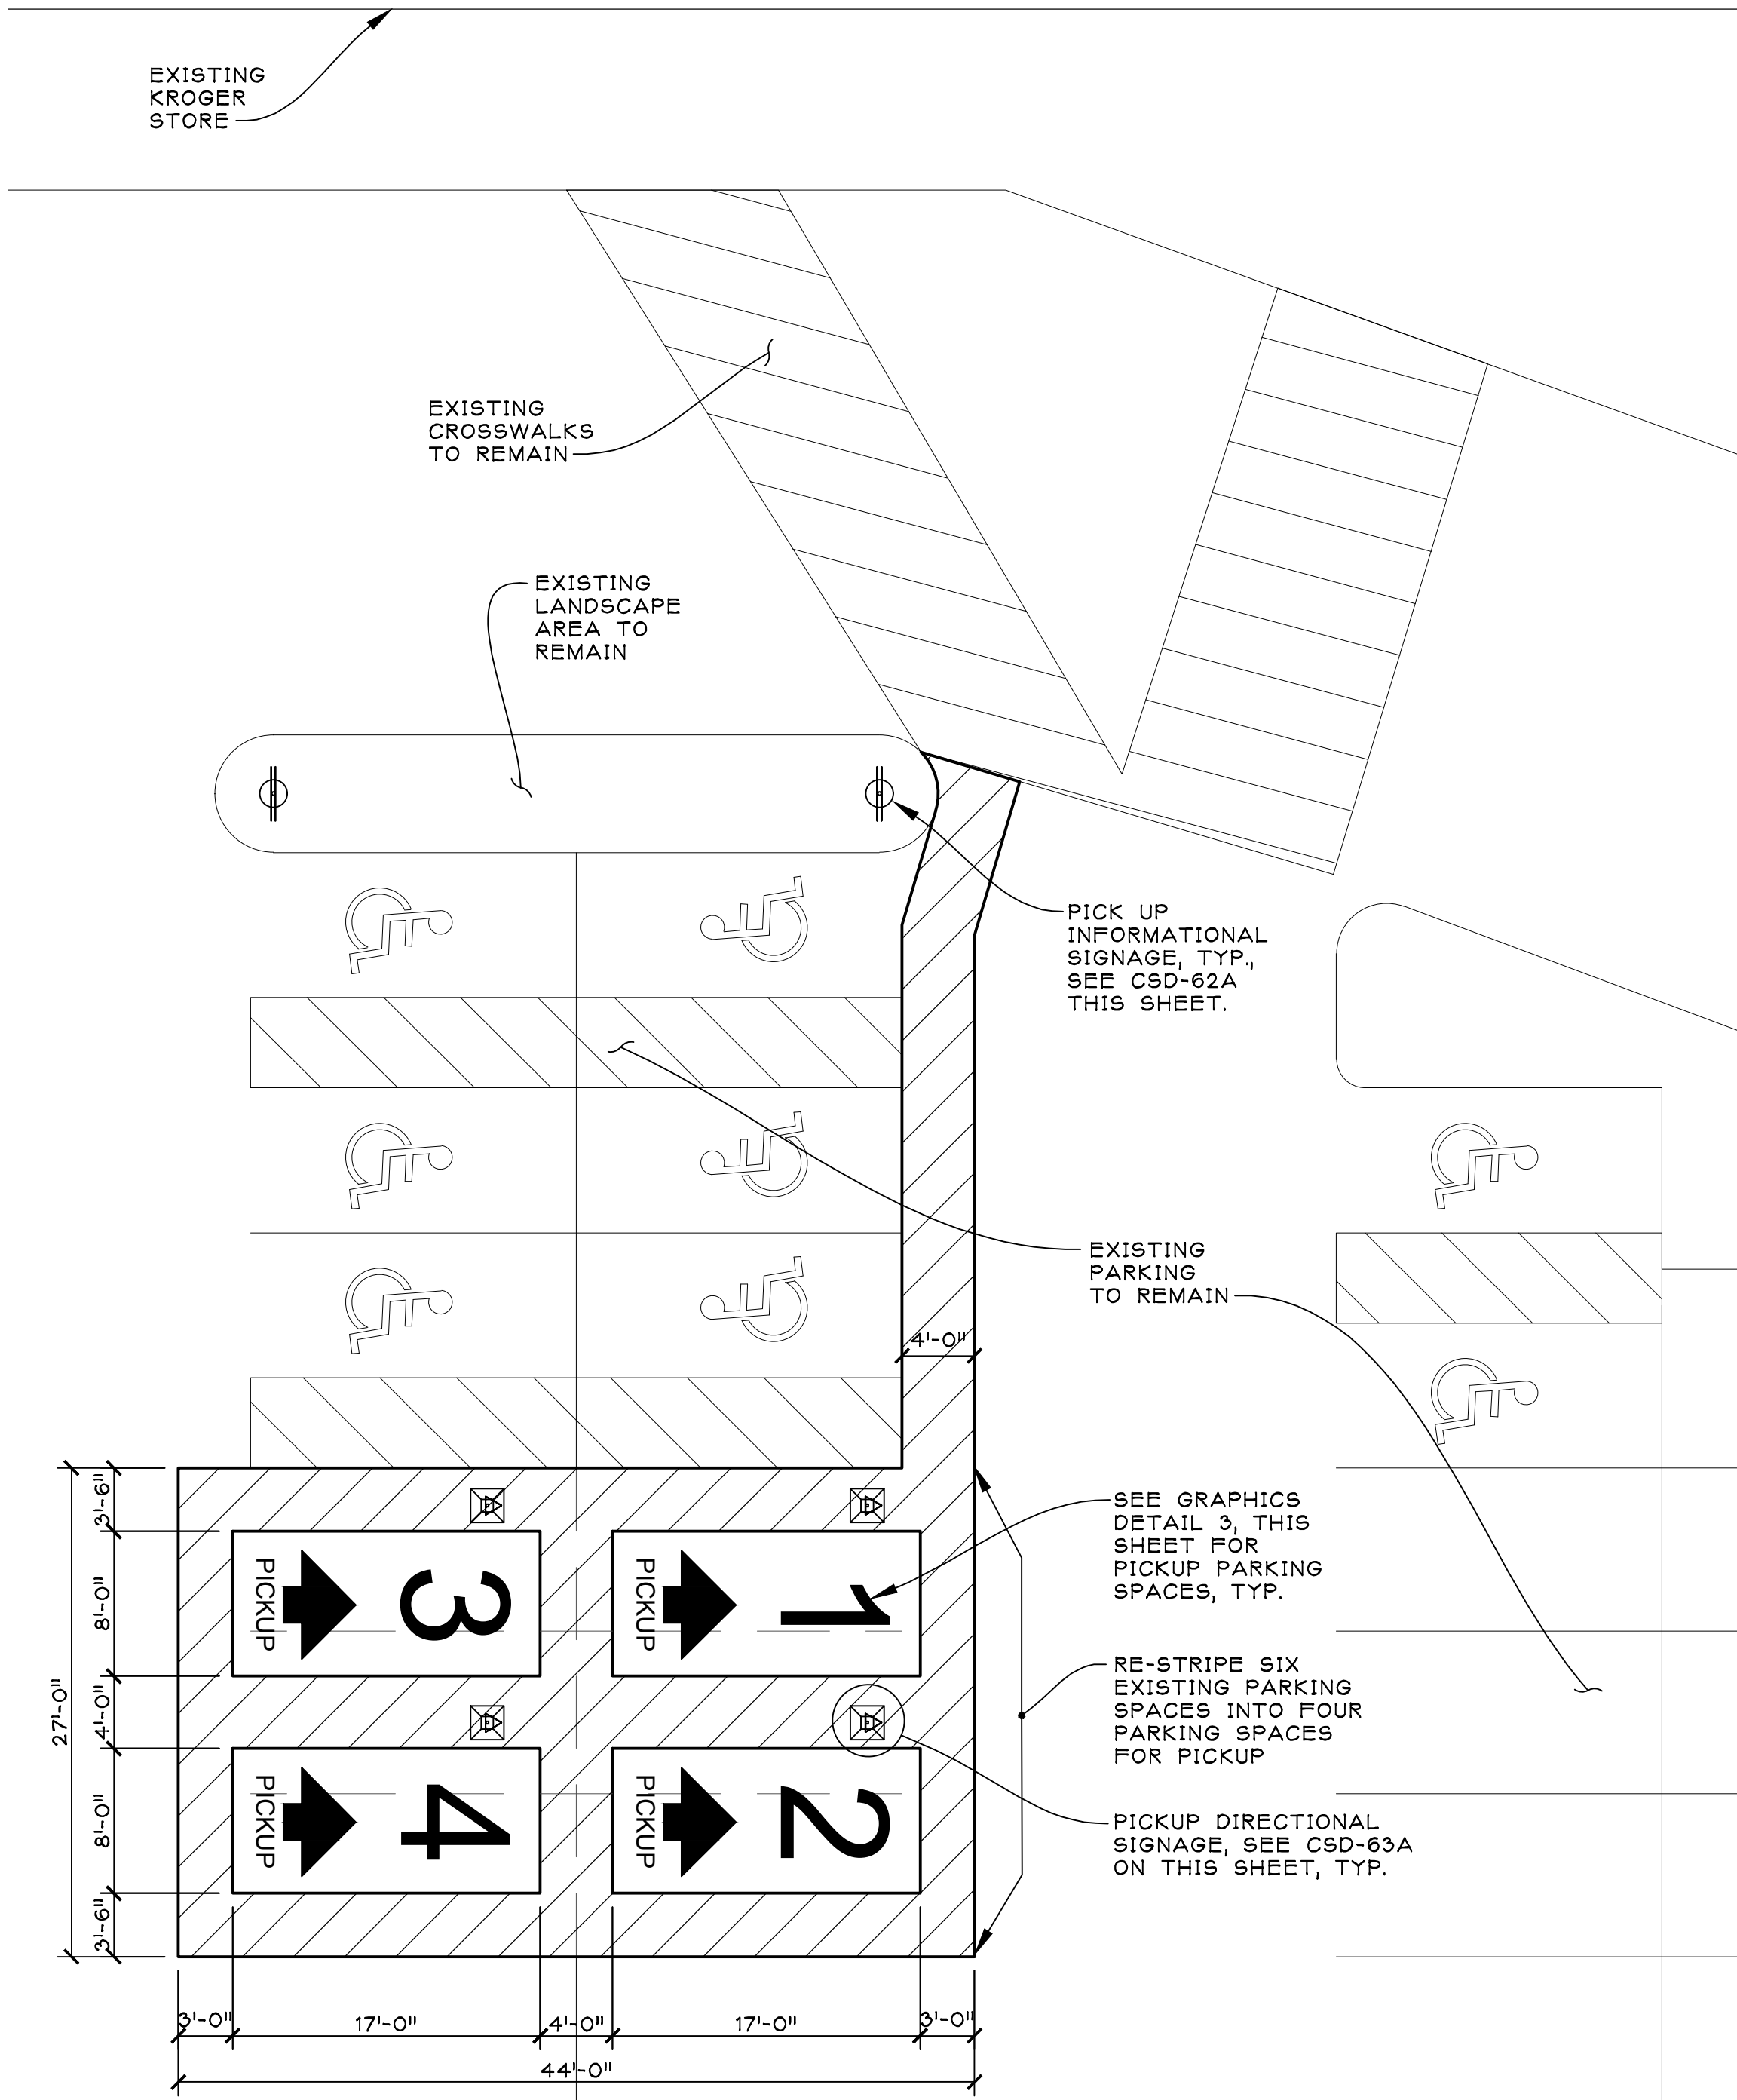 EXISTING
KROGER
STORE
EXISTING
CROSSWALKS
TO REMAIN
EXISTING
LANDSCAPE
AREA TO
REMAIN
PICK UP
INFORMATIONAL
SIGNAGE, TYP.,
SEE CSD-62A
THIS SHEET.
EXISTING
PARKING
TO REMAIN
4'-0"
SEE GRAPHICS
DETAIL 3, THIS
SHEET FOR
PICKUP PARKING
SPACES, TYP.
RE-STRIPE SIX
EXISTING PARKING
SPACES INTO FOUR
PARKING SPACES
FOR PICKUP
PICKUP DIRECTIONAL
SIGNAGE, SEE CSD-63A
ON THIS SHEET, TYP.
27'-0"
3'-6"
8'-0"
4'-0"
8'-0"
3'-6"
PICKUP
3
PICKUP
1
PICKUP
4
PICKUP
2
3'-0"
17'-0"
4'-0"
17'-0"
3'-0"
44'-0"